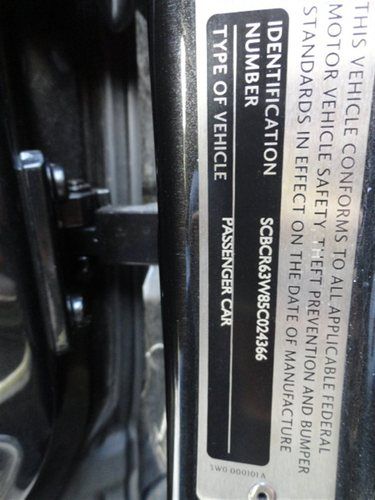 THIS VEHICLE CONFORMS TO ALL APPLICABLE FEDERAL
MOTOR VEHICLE SAFETY, THEFT PREVENTION AND BUMPER
STANDARDS IN EFFECT ON THE DATE OF MANUFACTURE
IDENTIFICATION
NUMBER SCBCR63W85C024366
TYPE OF VEHICLE PASSENGER CAR
3W0 000101 A